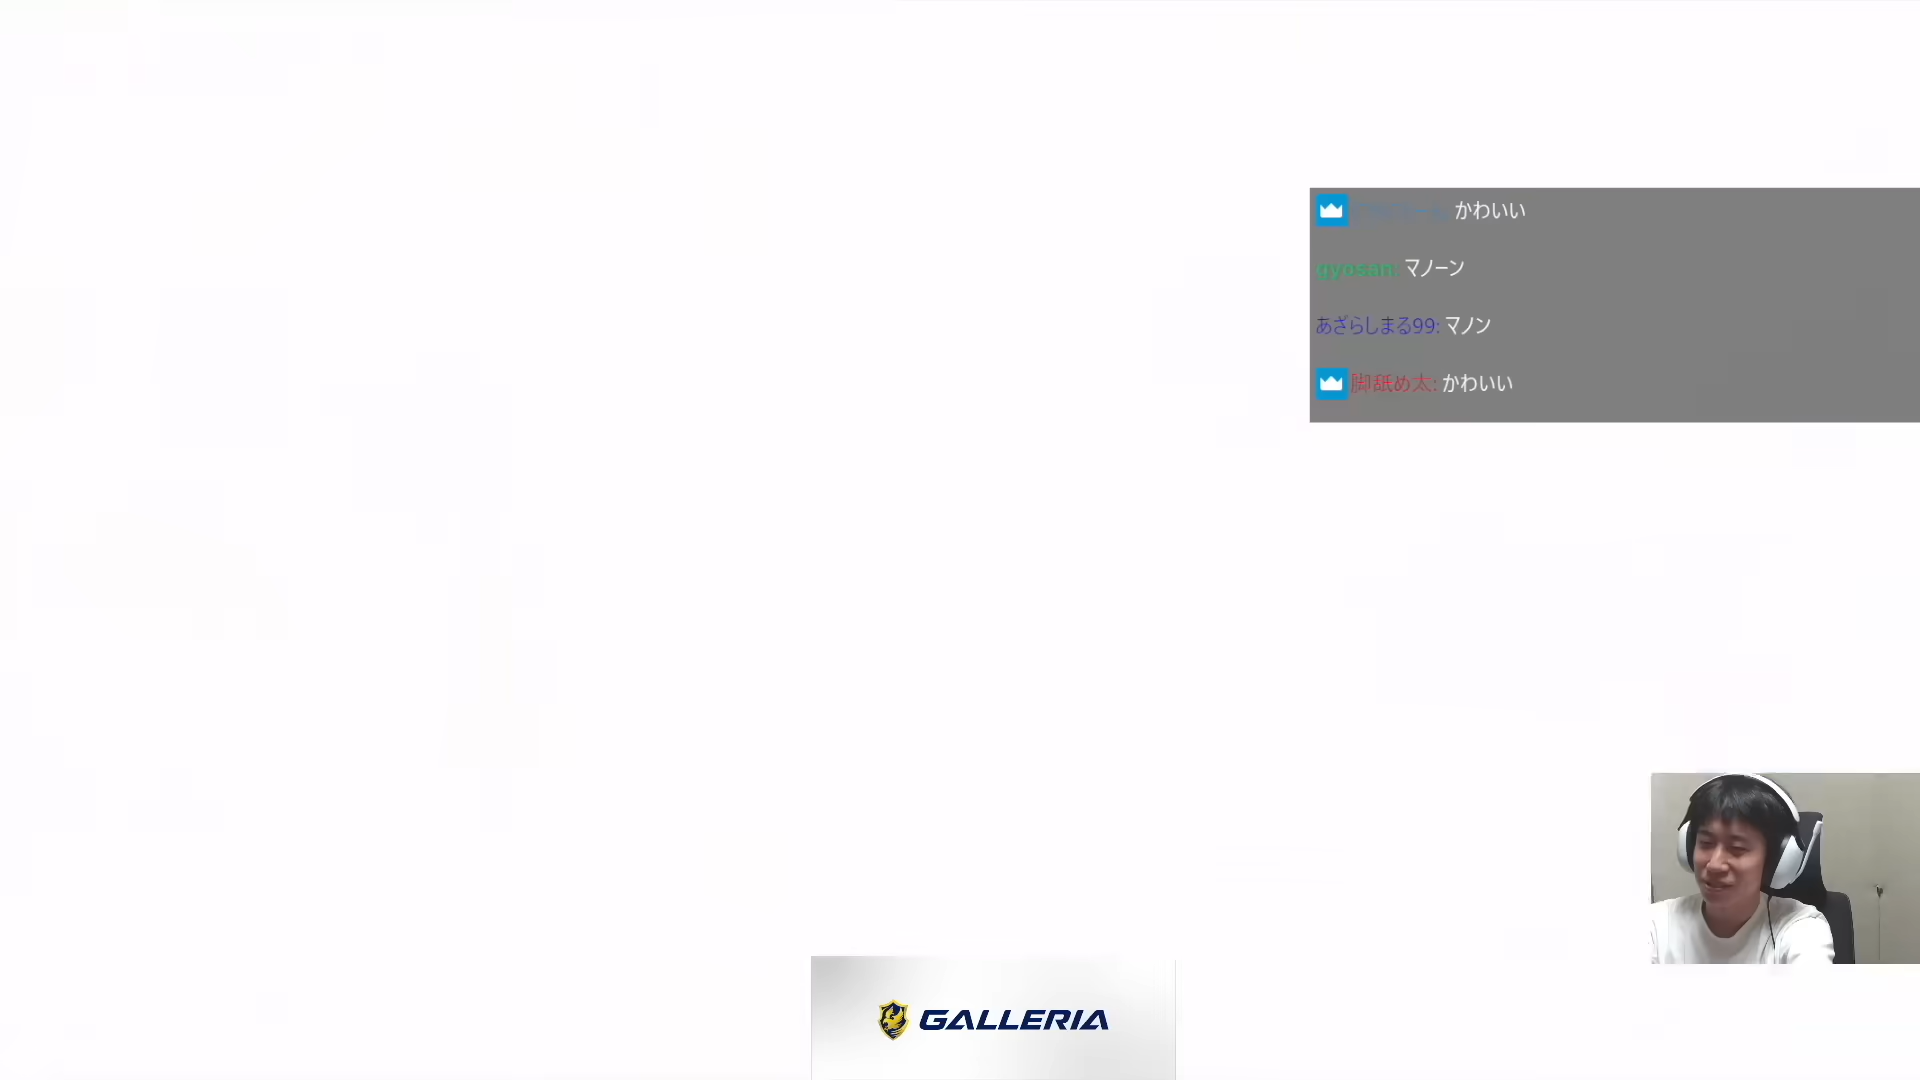 かわいい
gyosan: マノーン
あざらしまる99: マノン
脚舐め太: かわいい
GALLERIA